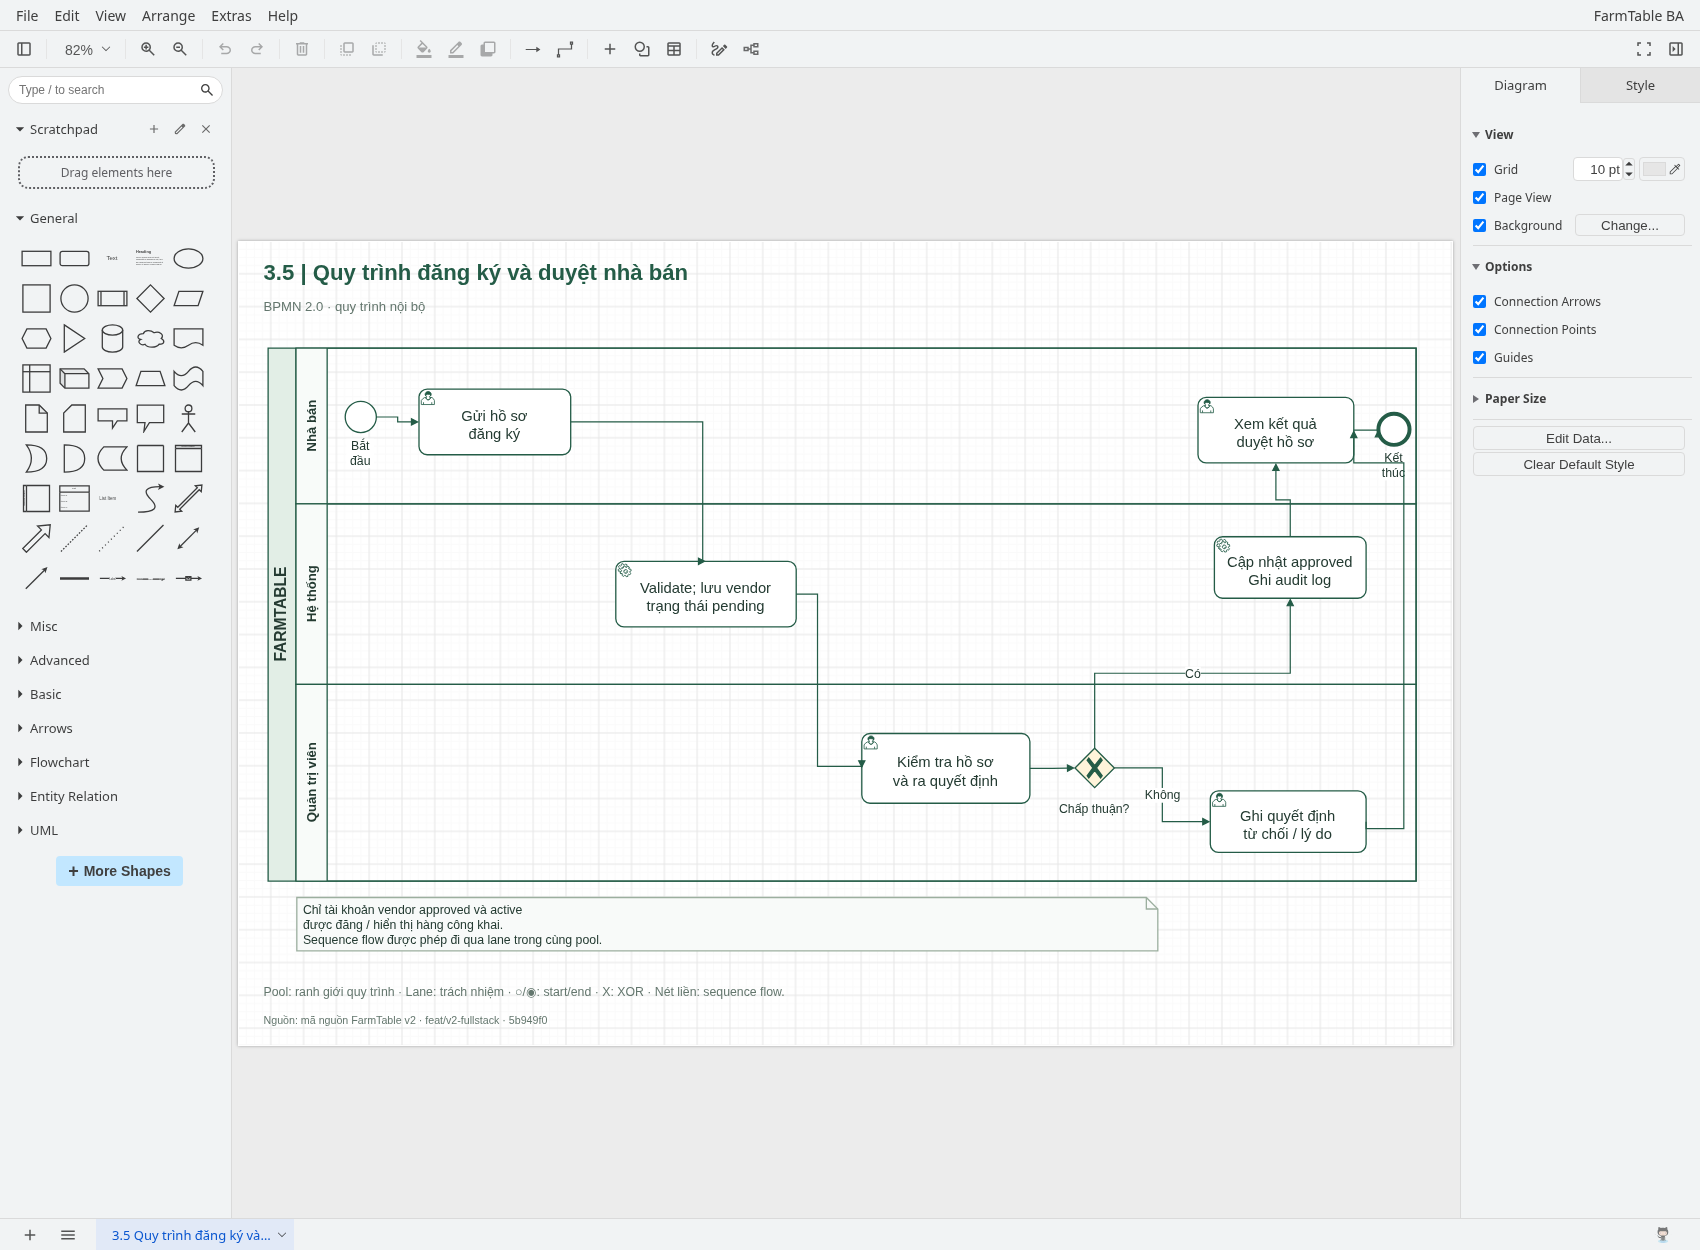 File Edit View Arrange Extras Help FarmTable BA
82%
Type / to search
Scratchpad
Drag elements here
General
Text
Heading
List Item
Misc
Advanced
Basic
Arrows
Flowchart
Entity Relation
UML
+ More Shapes
3.5 | Quy trình đăng ký và duyệt nhà bán
BPMN 2.0 · quy trình nội bộ
FARMTABLE
Nhà bán
Bắt
đầu
Gửi hồ sơ
đăng ký
Xem kết quả
duyệt hồ sơ
Kết
thúc
Hệ thống
Validate; lưu vendor
trạng thái pending
Cập nhật approved
Ghi audit log
Có
Quản trị viên
Kiểm tra hồ sơ
và ra quyết định
Chấp thuận?
Không
Ghi quyết định
từ chối / lý do
Chỉ tài khoản vendor approved và active
được đăng / hiển thị hàng công khai.
Sequence flow được phép đi qua lane trong cùng pool.
Pool: ranh giới quy trình · Lane: trách nhiệm · ○/◉: start/end · X: XOR · Nét liền: sequence flow.
Nguồn: mã nguồn FarmTable v2 · feat/v2-fullstack · 5b949f0
Diagram Style
View
Grid 10 pt
Page View
Background Change...
Options
Connection Arrows
Connection Points
Guides
Paper Size
Edit Data...
Clear Default Style
3.5 Quy trình đăng ký và...